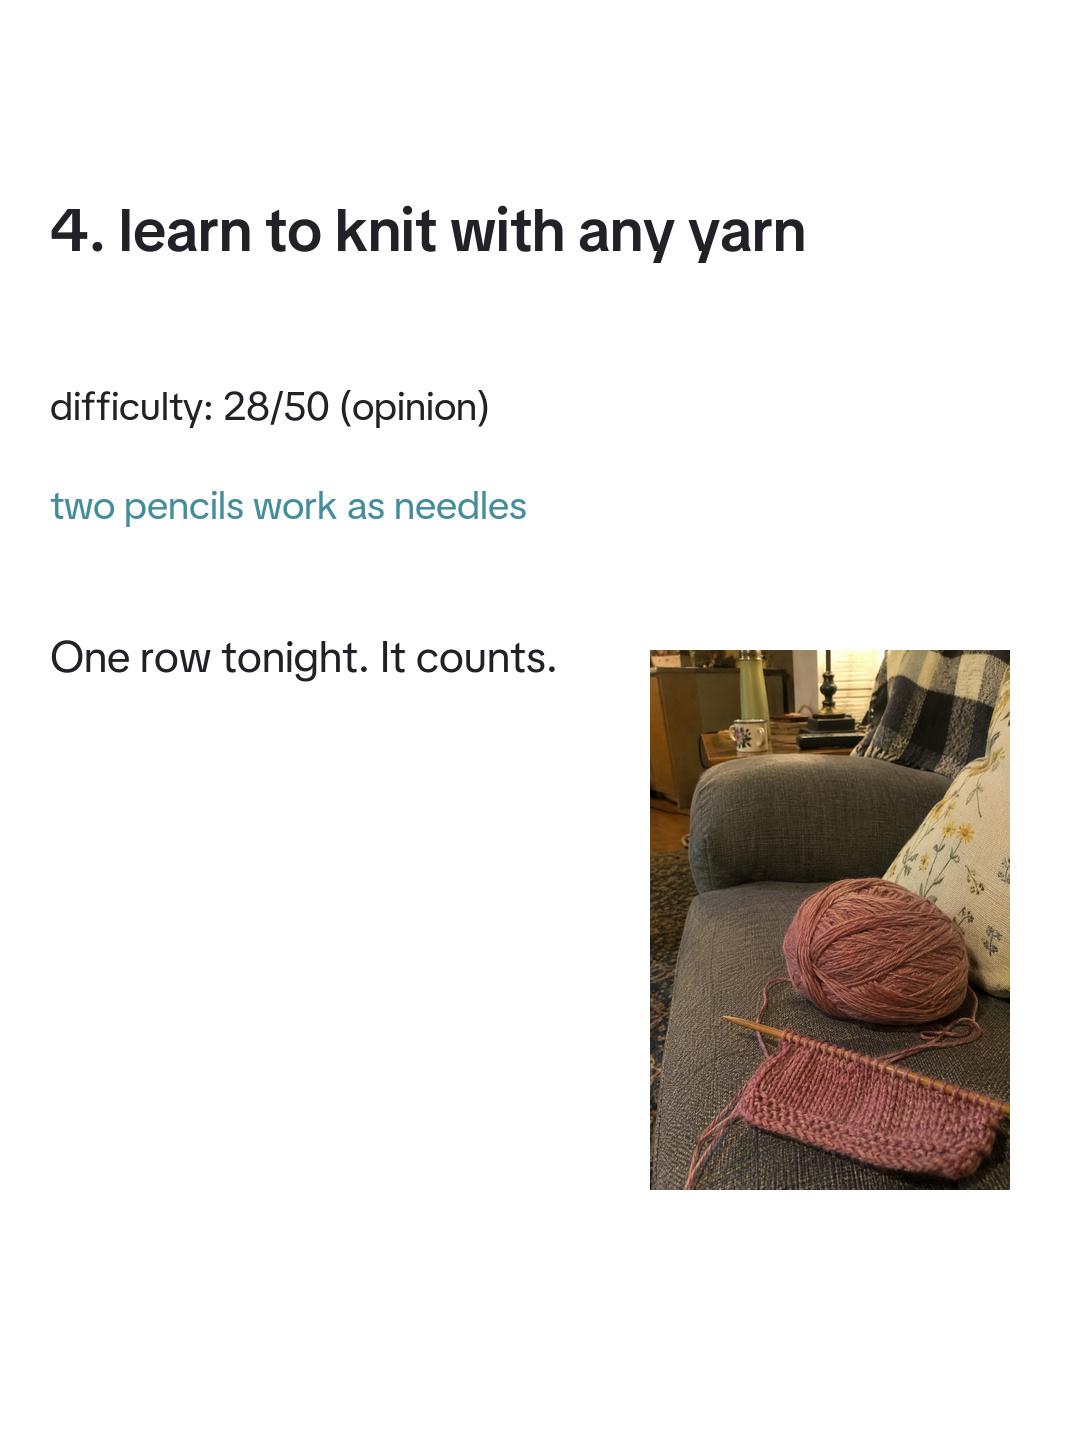 4. learn to knit with any yarn
difficulty: 28/50 (opinion)
two pencils work as needles
One row tonight. It counts.